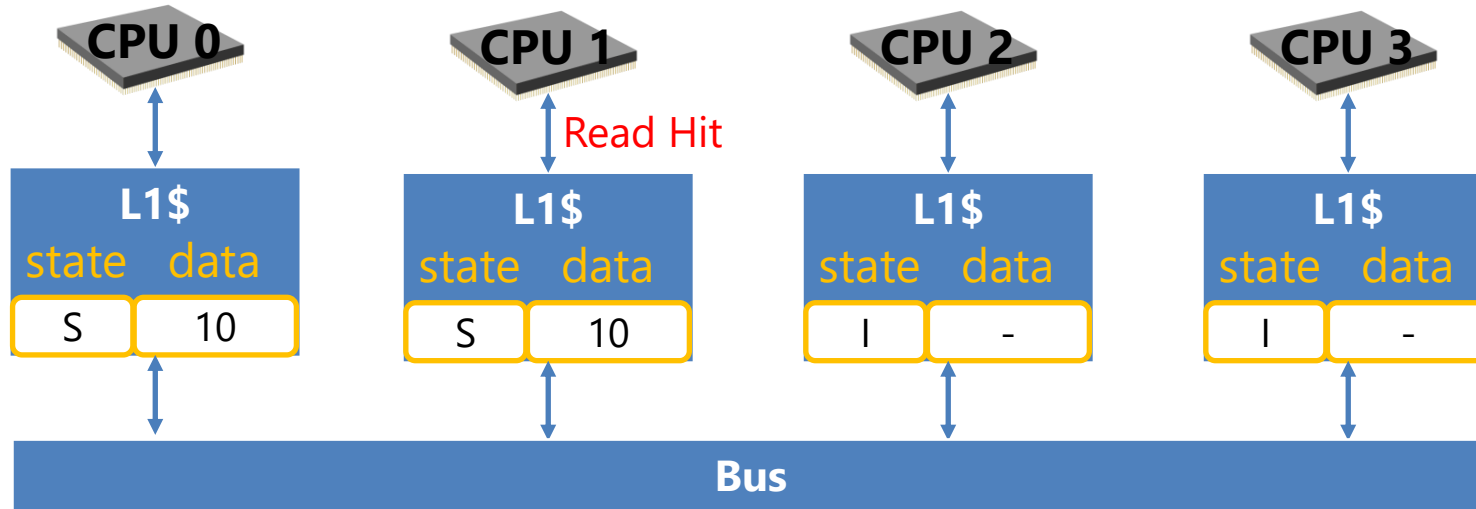 CPU 0 CPU 1 CPU 2 CPU 3
Read Hit
L1$ L1$ L1$ L1$
state data state data state data state data
S 10 S 10 I - I -
Bus